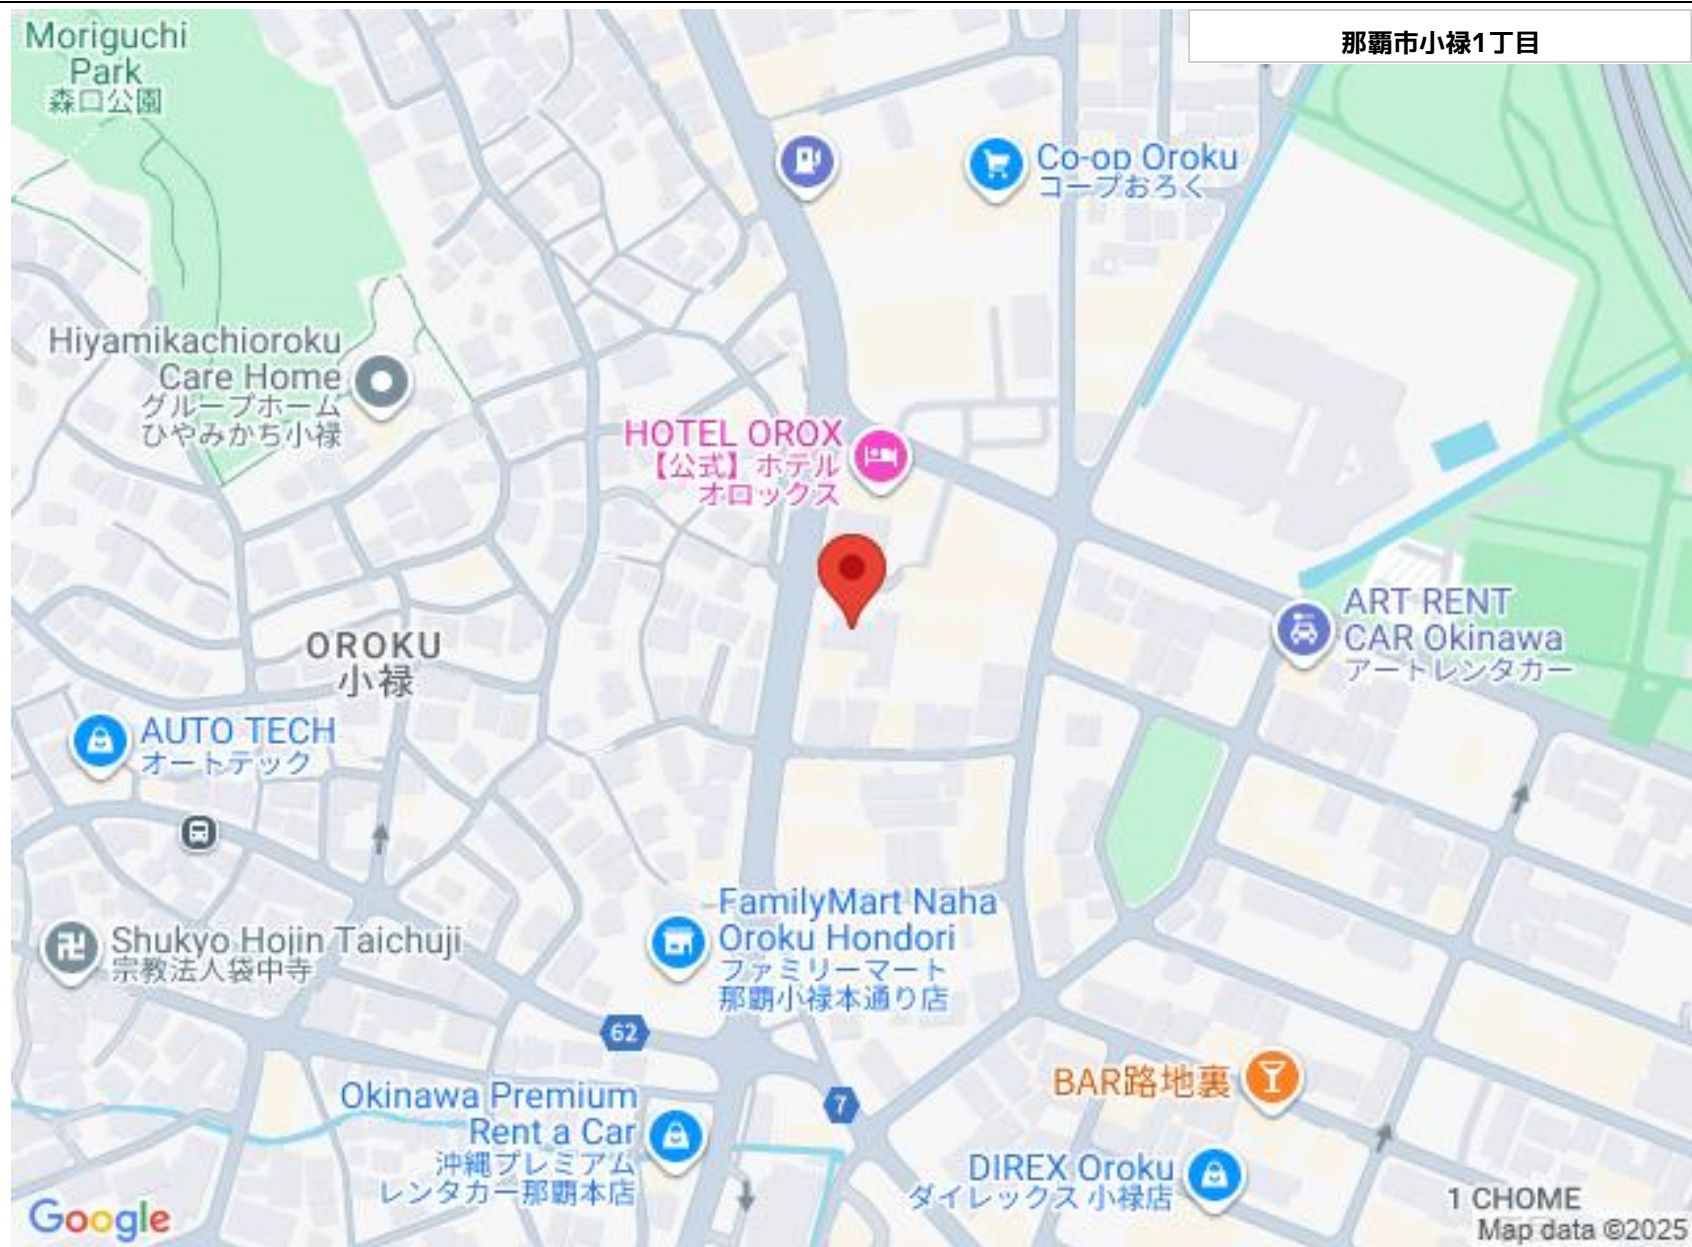 Moriguchi
Park
森口公園
那覇市小禄1丁目
Co-op Oroku
コープおろく
Hiyamikachioroku
Care Home
グループホーム
ひやみかち小禄
HOTEL OROX
【公式】ホテル
オロックス
ART RENT
CAR Okinawa
アートレンタカー
OROKU
小禄
AUTO TECH
オートテック
FamilyMart Naha
Oroku Hondori
ファミリーマート
那覇小禄本通り店
Shukyo Hojin Taichuji
宗教法人袋中寺
62
7
BAR路地裏
Okinawa Premium
Rent a Car
沖縄プレミアム
レンタカー那覇本店
DIREX Oroku
ダイレックス 小禄店
1 CHOME
Google
Map data ©2025